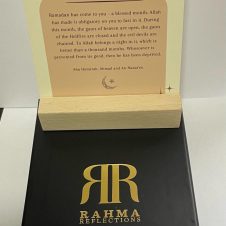 Ramadan has come to you - a blessed month Allah
has made is obligatory on you to fast in it. During
this month, the gates of heaven are open, the gates
of the Hellfire are closed and the evil devils are
chained. To Allah belongs a night in it, which is
better than a thousand months. Whosoever is
prevented from its good, then he has been deprived.
Abu Hurairah: Ahmad and An-Nasai'ee
RR
RAHMA
REFLECTIONS